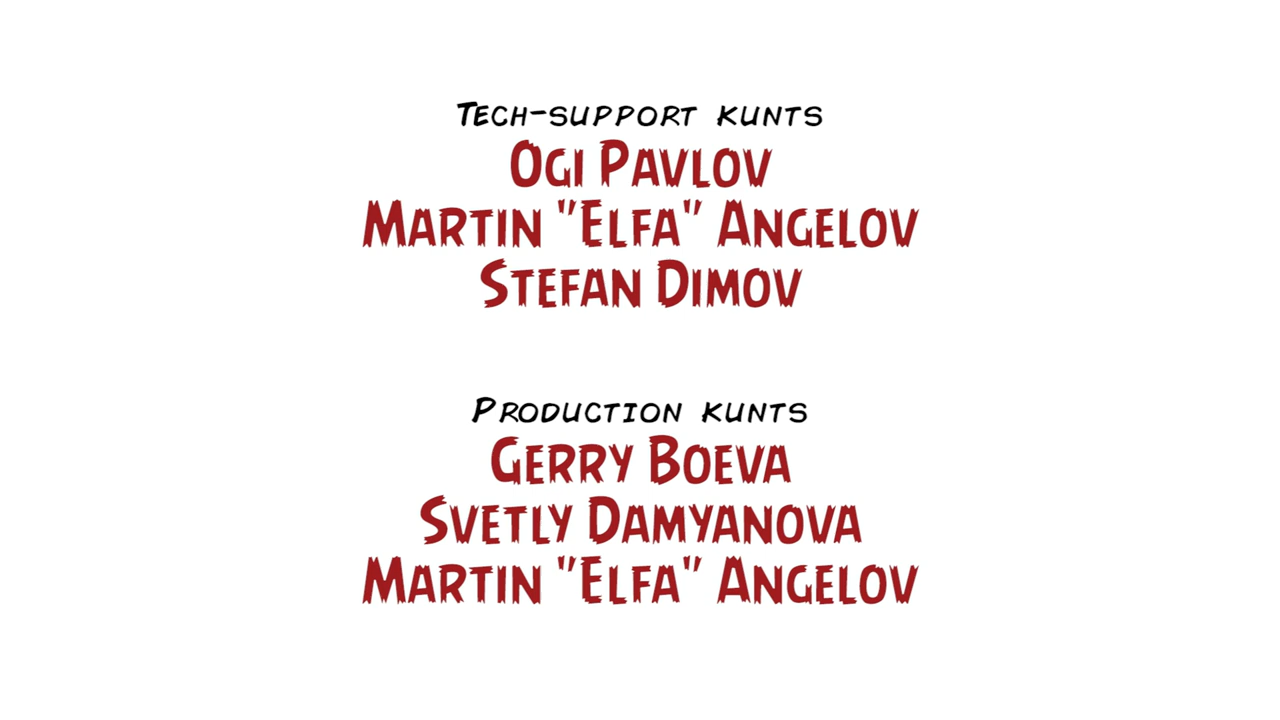 Tech-support kunts
Ogi Pavlov
Martin "Elfa" Angelov
Stefan Dimov
Production kunts
Gerry Boeva
Svetly Damyanova
Martin "Elfa" Angelov